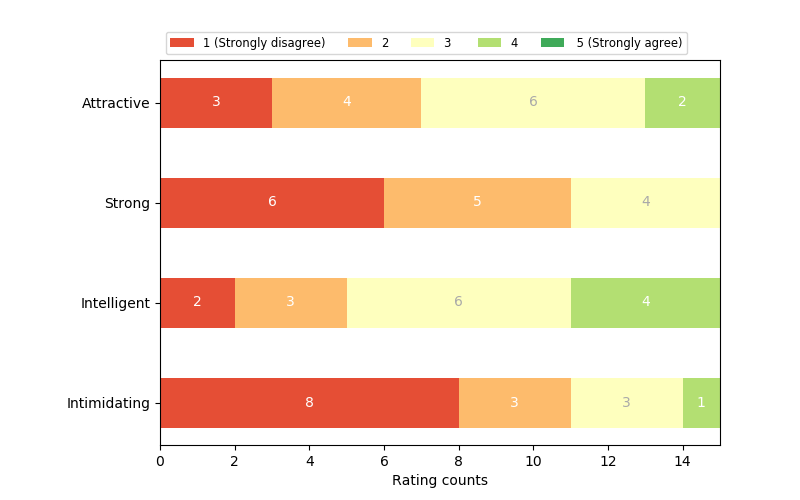 1 (Strongly disagree) 2 3 4 5 (Strongly agree)
Attractive 3 4 6 2
Strong 6 5 4
Intelligent 2 3 6 4
Intimidating 8 3 3 1
0 2 4 6 8 10 12 14
Rating counts